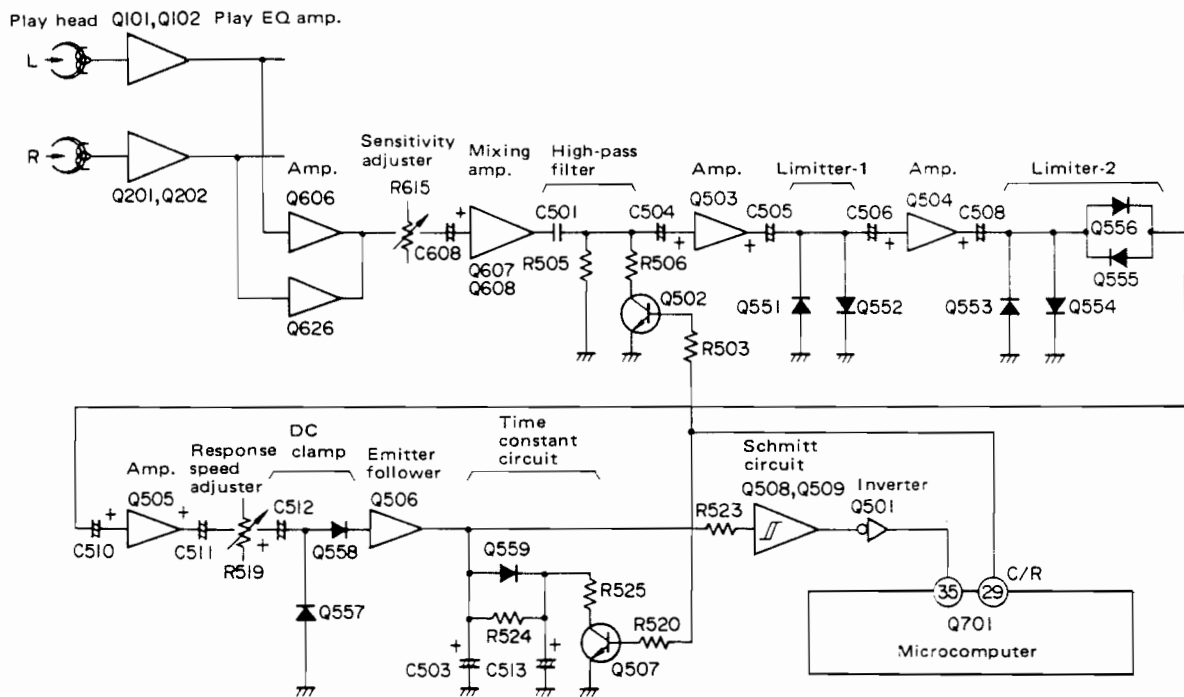 Play head Q101,Q102 Play EQ amp.
L
R
Q201,Q202
Amp.
Q606
Q626
Sensitivity
adjuster
R615
C608
Mixing
amp.
Q607
Q608
High-pass
filter
C501
R505
C504
R506
Q502
R503
Amp.
Q503
Limitter-1
C505
Q551
Q552
C506
Amp.
Q504
C508
Limiter-2
Q553
Q554
Q556
Q555
C510
Amp.
Q505
C511
Response
speed
adjuster
R519
DC
clamp
C512
Q558
Q557
Emitter
follower
Q506
Time
constant
circuit
Q559
R524
C503
C513
R525
Q507
R520
R523
Schmitt
circuit
Q508,Q509
Inverter
Q501
C/R
35
29
Q701
Microcomputer